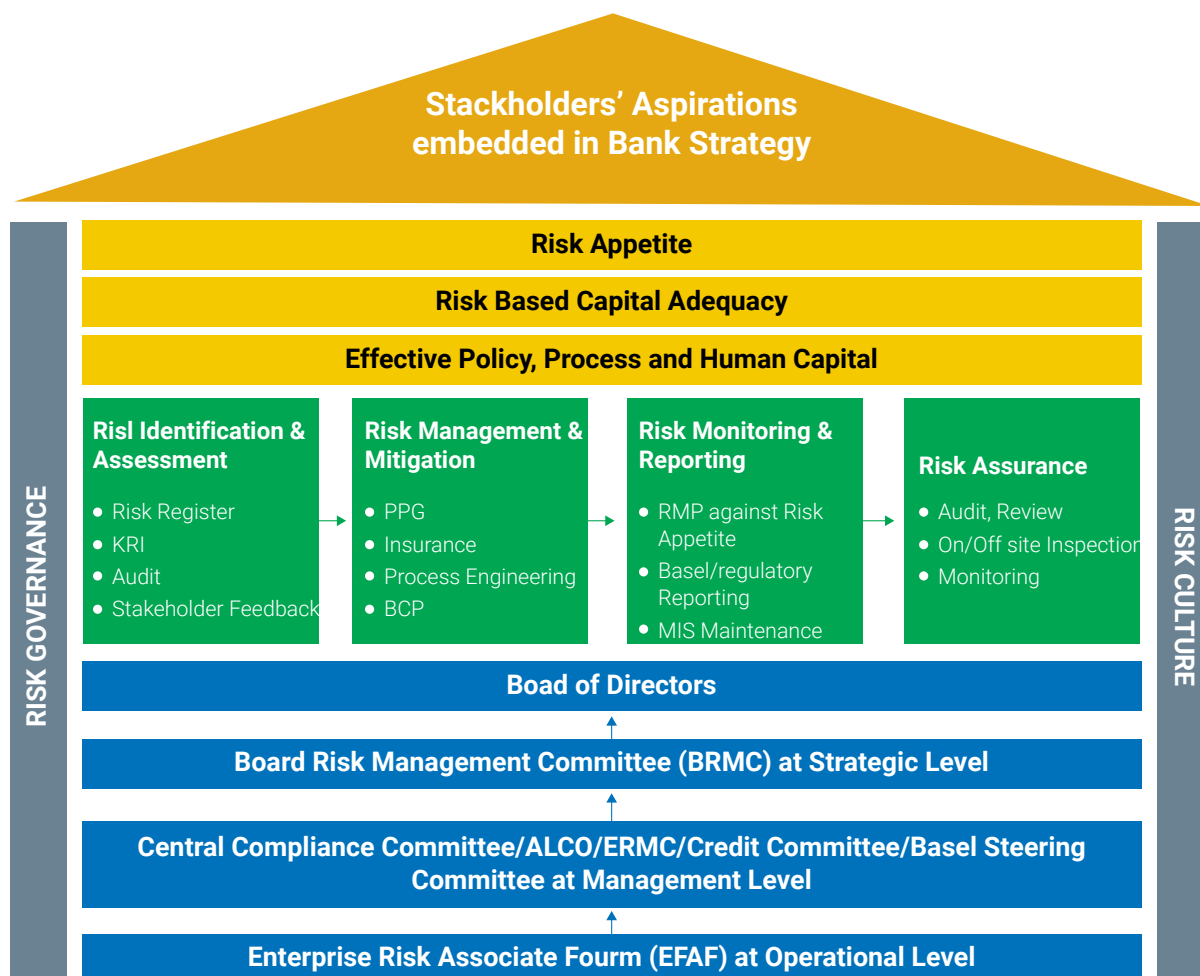 Stackholders’ Aspirations
embedded in Bank Strategy
RISK GOVERNANCE
Risk Appetite
Risk Based Capital Adequacy
Effective Policy, Process and Human Capital
Risl Identification &
Assessment
• Risk Register
• KRI
• Audit
• Stakeholder Feedback
Risk Management &
Mitigation
• PPG
• Insurance
• Process Engineering
• BCP
Risk Monitoring &
Reporting
• RMP against Risk
Appetite
• Basel/regulatory
Reporting
• MIS Maintenance
Risk Assurance
• Audit, Review
• On/Off site Inspection
• Monitoring
RISK CULTURE
Boad of Directors
Board Risk Management Committee (BRMC) at Strategic Level
Central Compliance Committee/ALCO/ERMC/Credit Committee/Basel Steering
Committee at Management Level
Enterprise Risk Associate Fourm (EFAF) at Operational Level